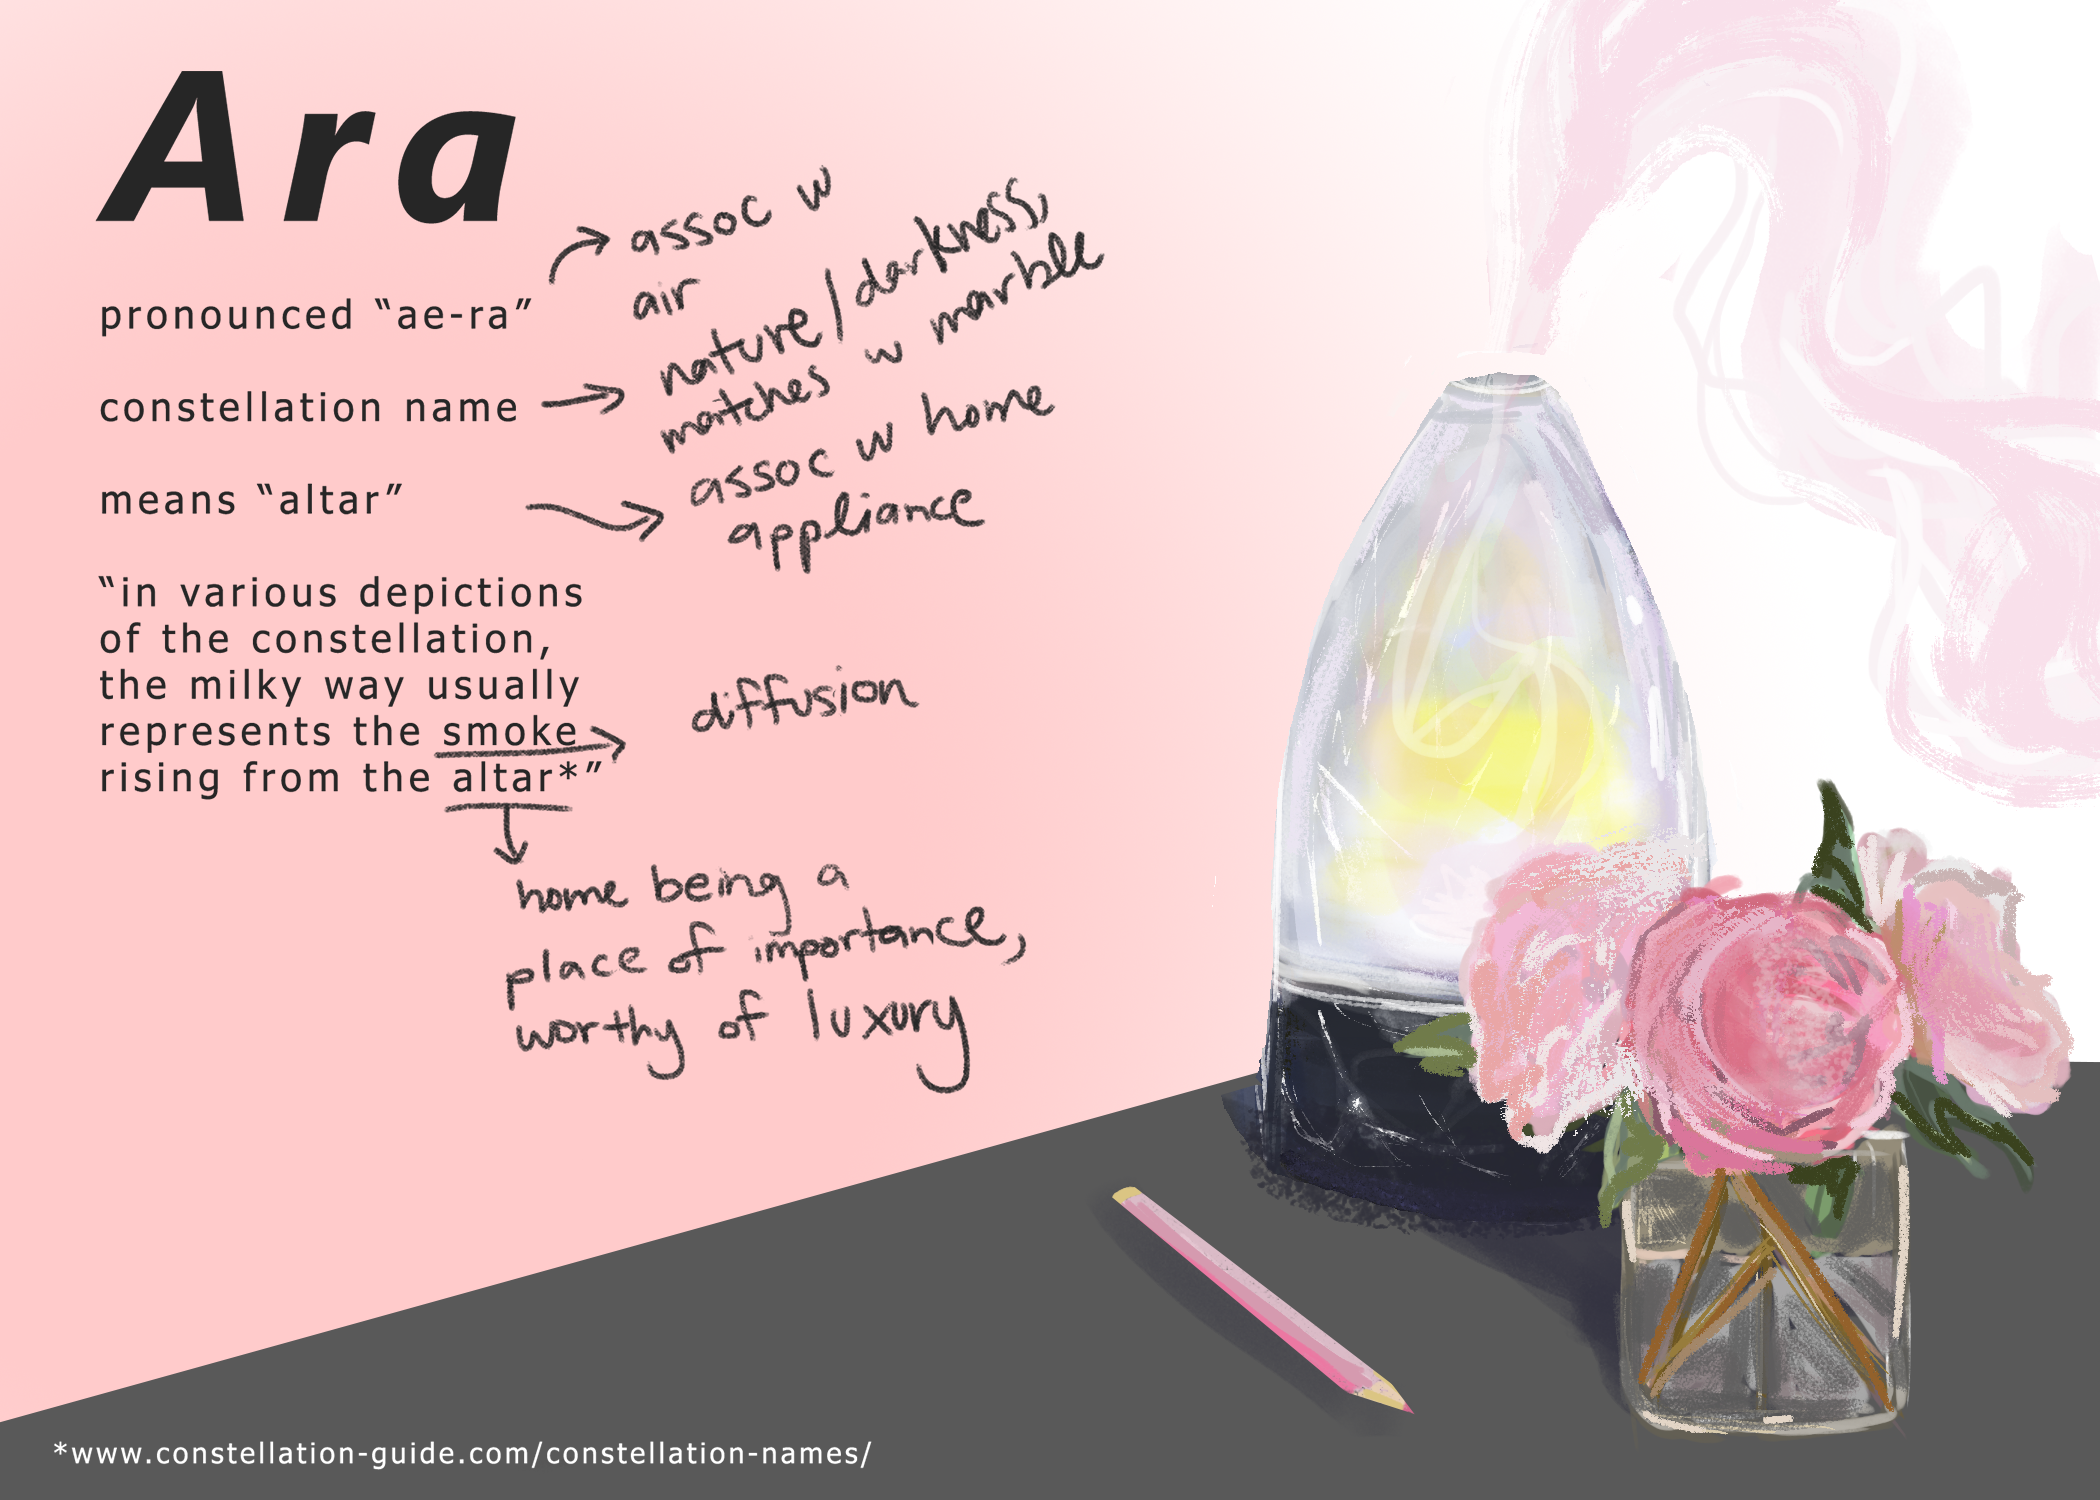 Ara
pronounced “ae-ra”
assoc w
air
constellation name
nature/darkness,
matches w marble
means “altar”
assoc w home
appliance
“in various depictions
of the constellation,
the milky way usually
represents the smoke
rising from the altar*”
diffusion
home being a
place of importance,
worthy of luxury
*www.constellation-guide.com/constellation-names/